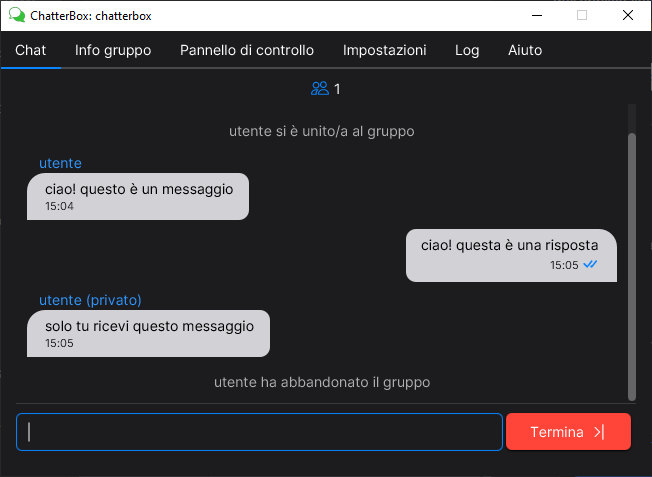 ChatterBox: chatterbox
Chat Info gruppo Pannello di controllo Impostazioni Log Aiuto
1
utente si è unito/a al gruppo
utente
ciao! questo è un messaggio
15:04
ciao! questa è una risposta
15:05
utente (privato)
solo tu ricevi questo messaggio
15:05
utente ha abbandonato il gruppo
Termina